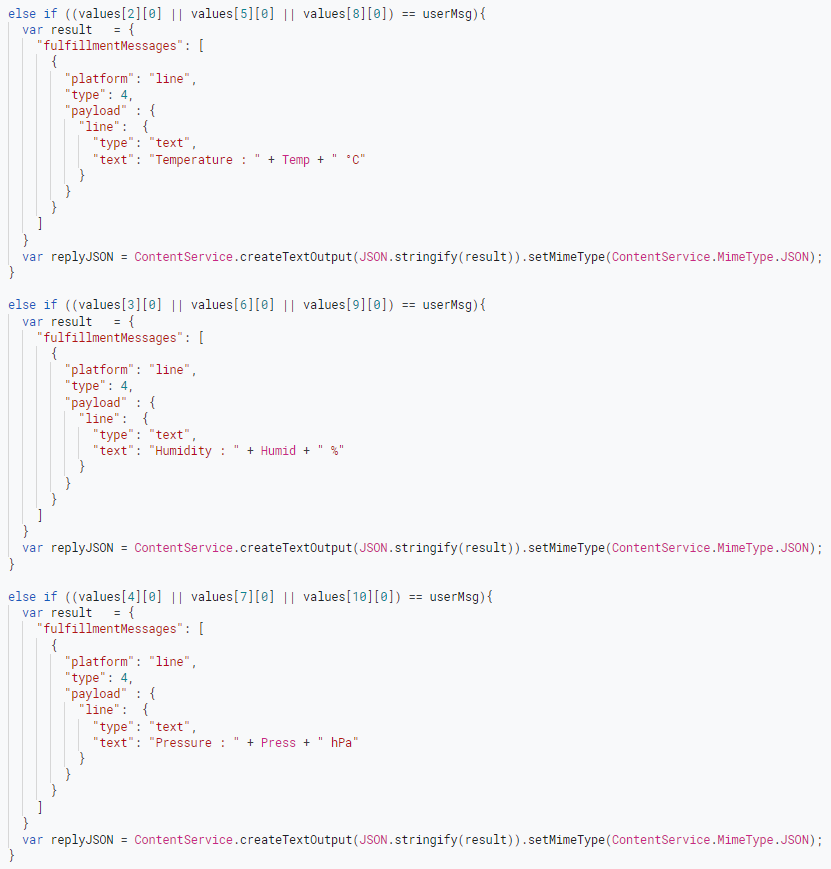 else if ((values[2][0] || values[5][0] || values[8][0]) == userMsg){
  var result   = {
    "fulfillmentMessages": [
      {
        "platform": "line",
        "type": 4,
        "payload" : {
          "line":  {
            "type": "text",
            "text": "Temperature : " + Temp + " °C"
          }
        }
      }
    ]
  }
  var replyJSON = ContentService.createTextOutput(JSON.stringify(result)).setMimeType(ContentService.MimeType.JSON);
}
else if ((values[3][0] || values[6][0] || values[9][0]) == userMsg){
  var result   = {
    "fulfillmentMessages": [
      {
        "platform": "line",
        "type": 4,
        "payload" : {
          "line":  {
            "type": "text",
            "text": "Humidity : " + Humid + " %"
          }
        }
      }
    ]
  }
  var replyJSON = ContentService.createTextOutput(JSON.stringify(result)).setMimeType(ContentService.MimeType.JSON);
}
else if ((values[4][0] || values[7][0] || values[10][0]) == userMsg){
  var result   = {
    "fulfillmentMessages": [
      {
        "platform": "line",
        "type": 4,
        "payload" : {
          "line":  {
            "type": "text",
            "text": "Pressure : " + Press + " hPa"
          }
        }
      }
    ]
  }
  var replyJSON = ContentService.createTextOutput(JSON.stringify(result)).setMimeType(ContentService.MimeType.JSON);
}